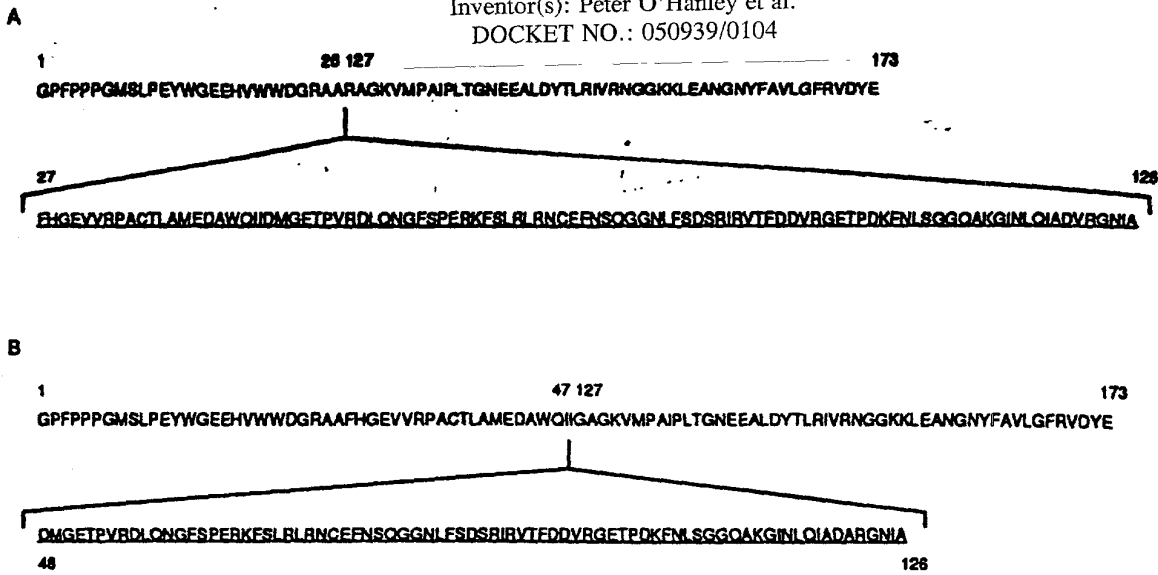 Inventor(s): Peter O'Hanley et al.
DOCKET NO.: 050939/0104
A
1 26 127 173
GPFPPPGMSLPEYWGEEHVWWDGRAARAGKVMPAIPLTGNEEALDYTLRIVRNGGKKLEANGNYFAVLGFRVDYE
27 126
FHGEVVRPACTLAMEDAWQIIDMGETPVRDLQNGFSPERKFSLRLRNCEFNSQGGNLFSDSRIRVTFDDVRGETPDKFNLSGGQAKGINLQIADVRGNIA
B
1 47 127 173
GPFPPPGMSLPEYWGEEHVWWDGRAAFHGEVVRPACTLAMEDAWQIIGAGKVMPAIPLTGNEEALDYTLRIVRNGGKKLEANGNYFAVLGFRVDYE
DMGETPVRDLQNGFSPERKFSLRLRNCEFNSQGGNLFSDSRIRVTFDDVRGETPDKFNLSGGQAKGINLQIADARGNIA
48 126